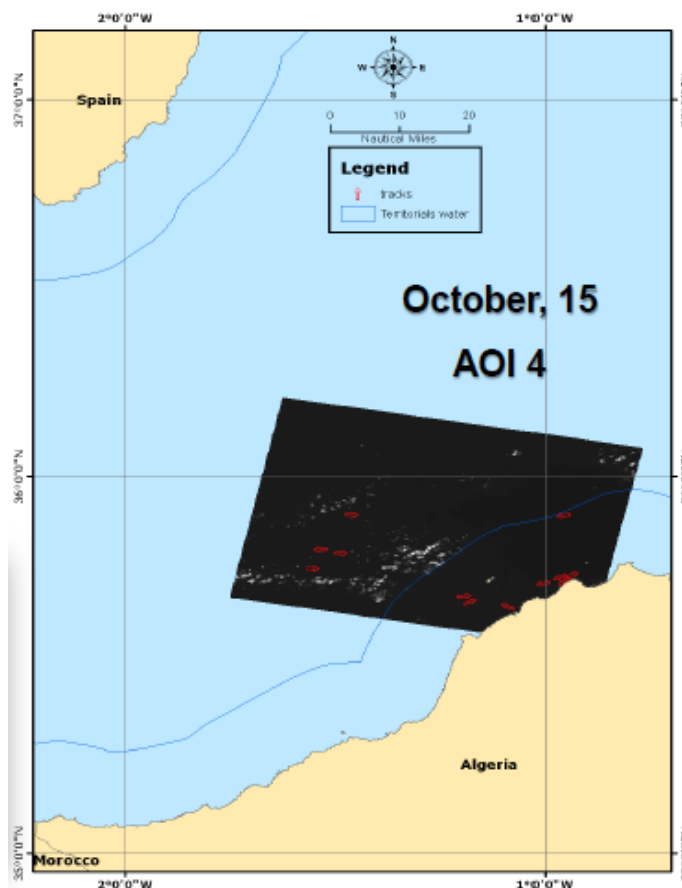 2°0'0"W
1°0'0"W
N
W
E
S
Spain
37°0'0"N
0
10
20
Nautical Miles
Legend
tracks
Territorials water
October, 15
AOI 4
36°0'0"N
Algeria
35°0'0"N
Morocco
2°0'0"W
1°0'0"W